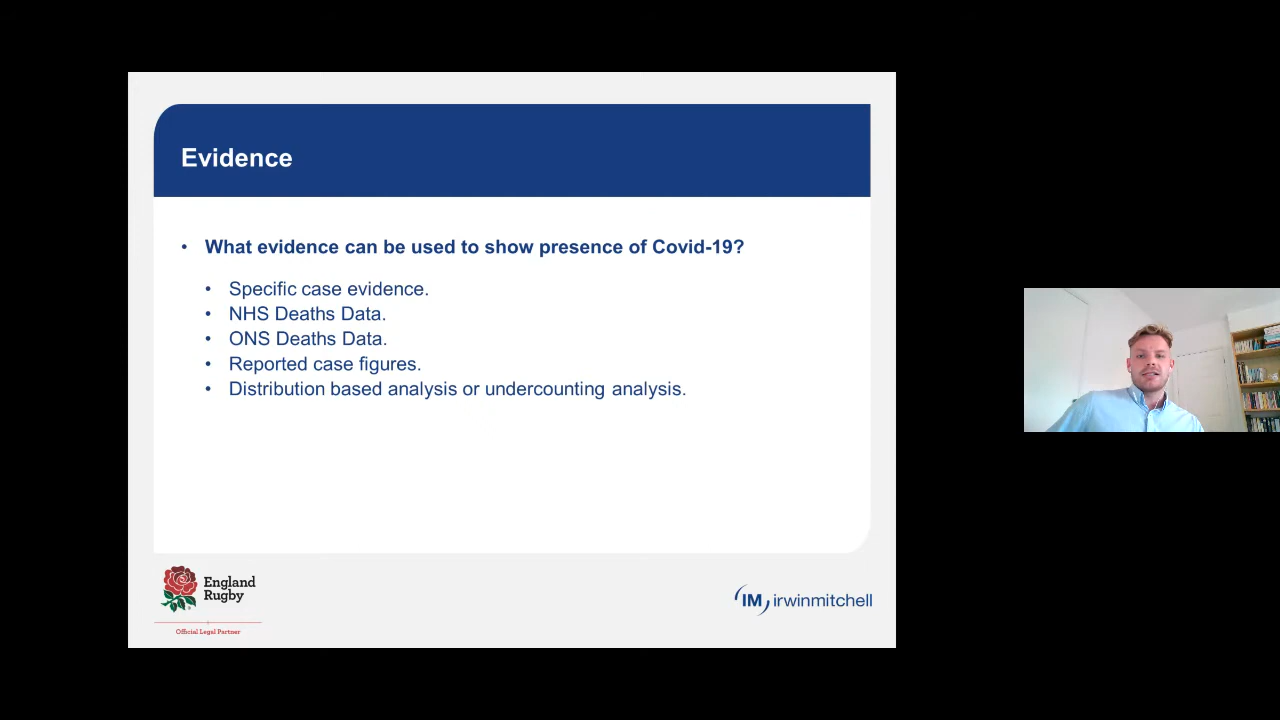 Evidence
• What evidence can be used to show presence of Covid-19?
• Specific case evidence.
• NHS Deaths Data.
• ONS Deaths Data.
• Reported case figures.
• Distribution based analysis or undercounting analysis.
England
Rugby
Official Legal Partner
IM irwinmitchell